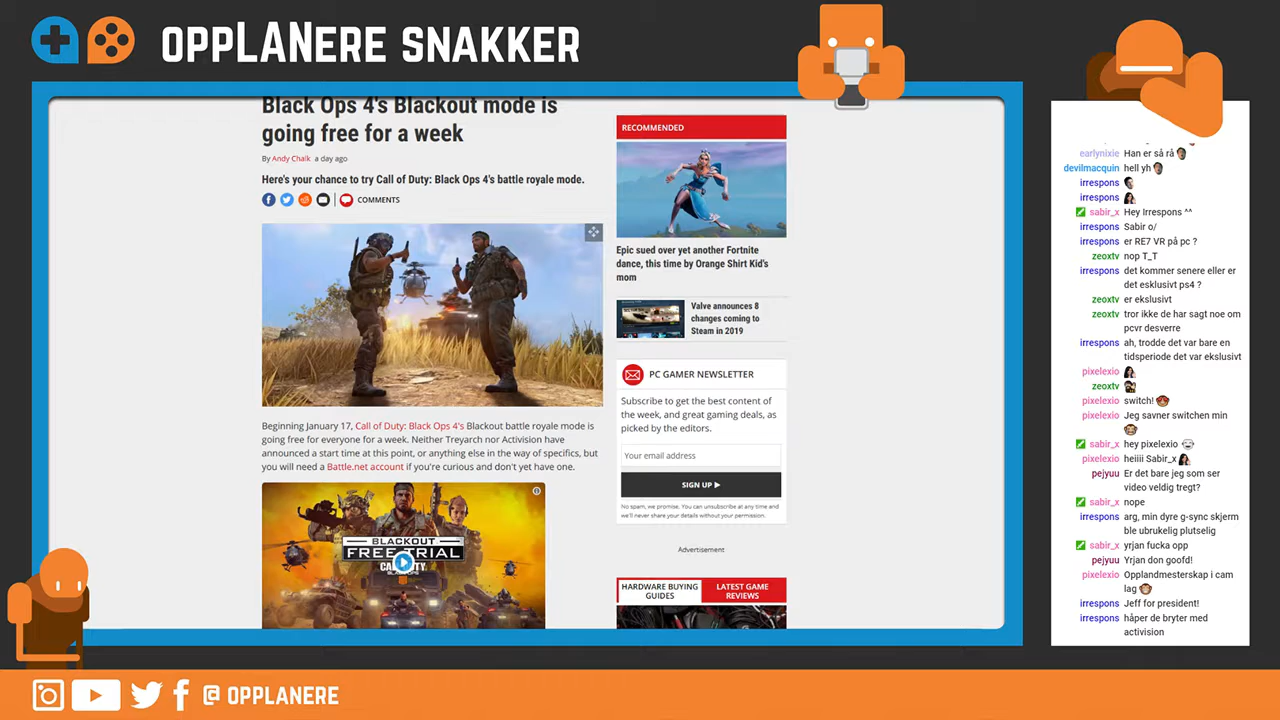 OPPLANERE SNAKKER
Black Ops 4's Blackout mode is
going free for a week
By Andy Chalk a day ago
Here's your chance to try Call of Duty: Black Ops 4's battle royale mode.
COMMENTS
Beginning January 17, Call of Duty: Black Ops 4's Blackout battle royale mode is
going free for everyone for a week. Neither Treyarch nor Activision have
announced a start time at this point, or anything else in the way of specifics, but
you will need a Battle.net account if you're curious and don't yet have one.
BLACKOUT
FREE TRIAL
CALL OF DUTY
RECOMMENDED
Epic sued over yet another Fortnite
dance, this time by Orange Shirt Kid's
mom
Valve announces 8
changes coming to
Steam in 2019
PC GAMER NEWSLETTER
Subscribe to get the best content of
the week, and great gaming deals, as
picked by the editors.
Your email address
SIGN UP ▶
No spam, we promise. You can unsubscribe at any time and
we'll never share your details without your permission.
Advertisement
HARDWARE BUYING
GUIDES
LATEST GAME
REVIEWS
earlynixie Han er så rå
devilmacquin hell yh
irrespons
irrespons
sabir_x Hey Irrespons ^^
irrespons Sabir o/
irrespons er RE7 VR på pc ?
zeoxtv nop T_T
irrespons det kommer senere eller er
det esklusivt ps4 ?
zeoxtv er ekslusivt
zeoxtv tror ikke de har sagt noe om
pcvr desverre
irrespons ah, trodde det var bare en
tidsperiode det var ekslusivt
pixelexio
zeoxtv
pixelexio switch!
pixelexio Jeg savner switchen min
sabir_x hey pixelexio
pixelexio heiiii Sabir_x
pejyuu Er det bare jeg som ser
video veldig tregt?
sabir_x nope
irrespons arg, min dyre g-sync skjerm
ble ubrukelig plutselig
sabir_x yrjan fucka opp
pejyuu Yrjan don goofd!
pixelexio Opplandmesterskap i cam
lag
irrespons Jeff for president!
irrespons håper de bryter med
activision
@ OPPLANERE